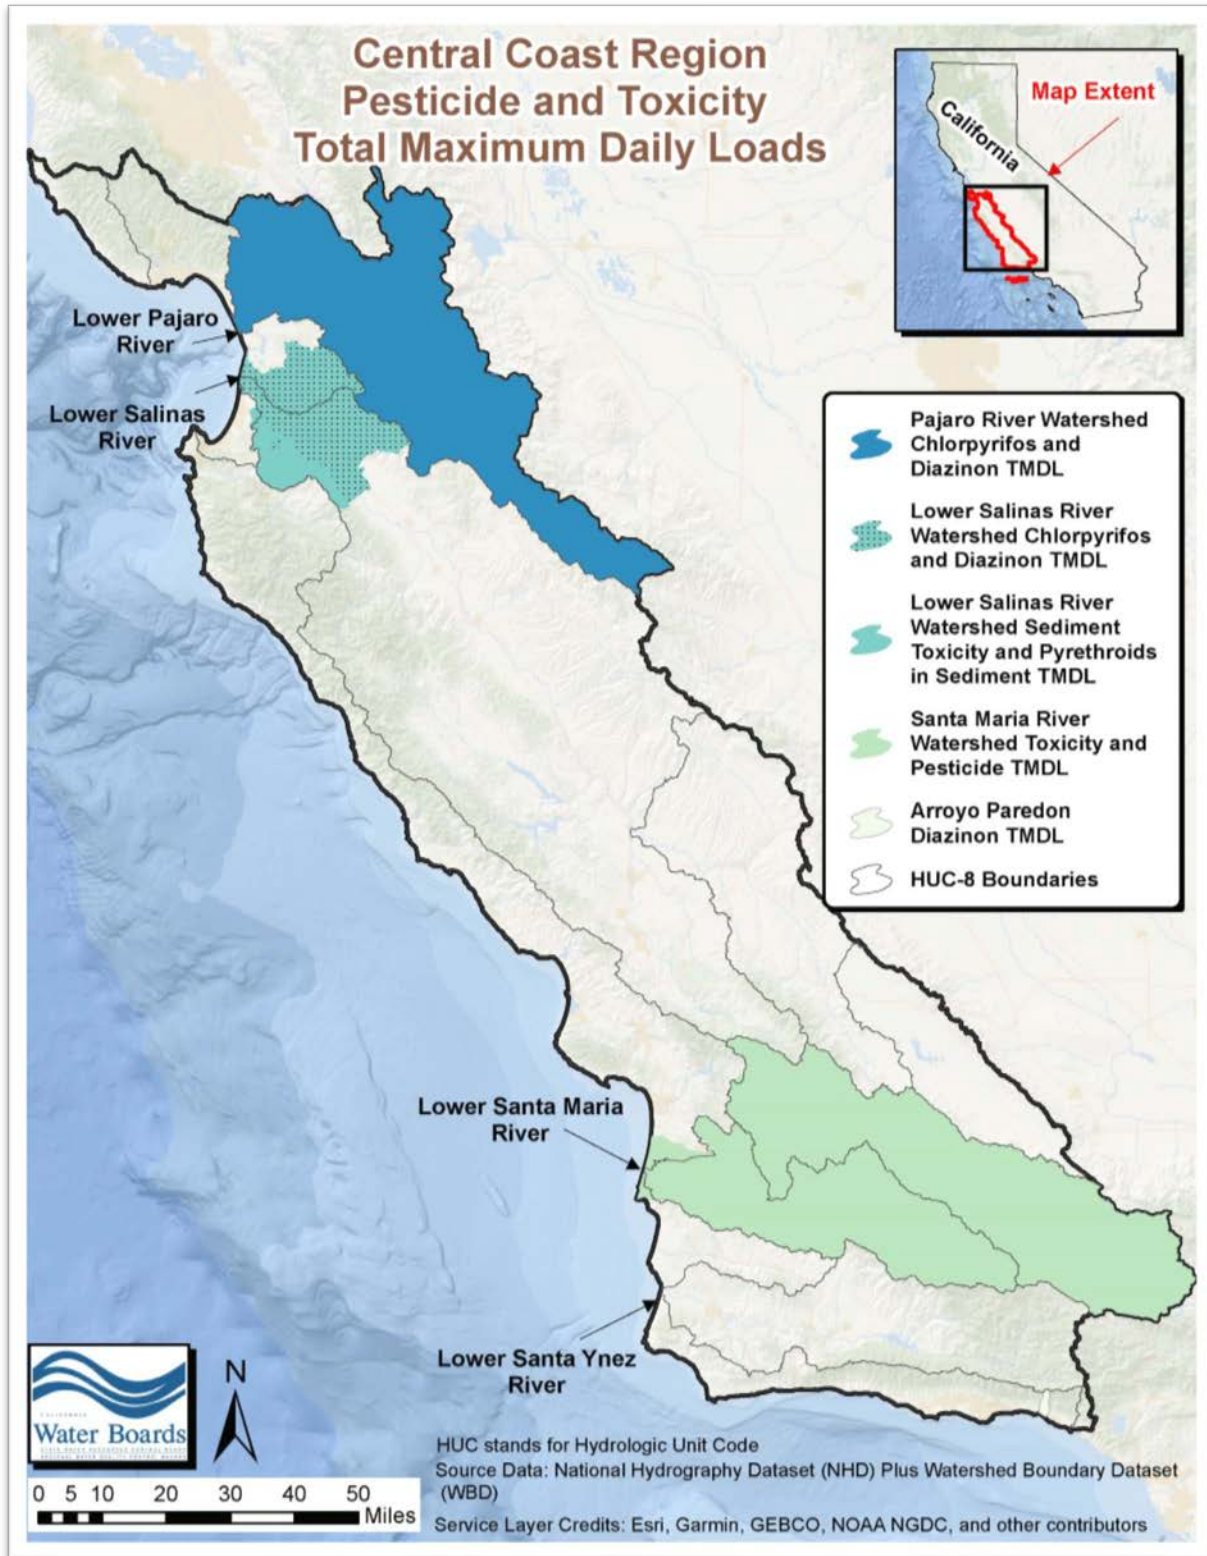 Central Coast Region
Pesticide and Toxicity
Total Maximum Daily Loads
Map Extent
California
Lower Pajaro
River
Lower Salinas
River
Pajaro River Watershed
Chlorpyrifos and
Diazinon TMDL
Lower Salinas River
Watershed Chlorpyrifos
and Diazinon TMDL
Lower Salinas River
Watershed Sediment
Toxicity and Pyrethroids
in Sediment TMDL
Santa Maria River
Watershed Toxicity and
Pesticide TMDL
Arroyo Paredon
Diazinon TMDL
HUC-8 Boundaries
Lower Santa Maria
River
Lower Santa Ynez
River
CALIFORNIA
Water Boards
N
0 5 10 20 30 40 50
Miles
HUC stands for Hydrologic Unit Code
Source Data: National Hydrography Dataset (NHD) Plus Watershed Boundary Dataset
(WBD)
Service Layer Credits: Esri, Garmin, GEBCO, NOAA NGDC, and other contributors